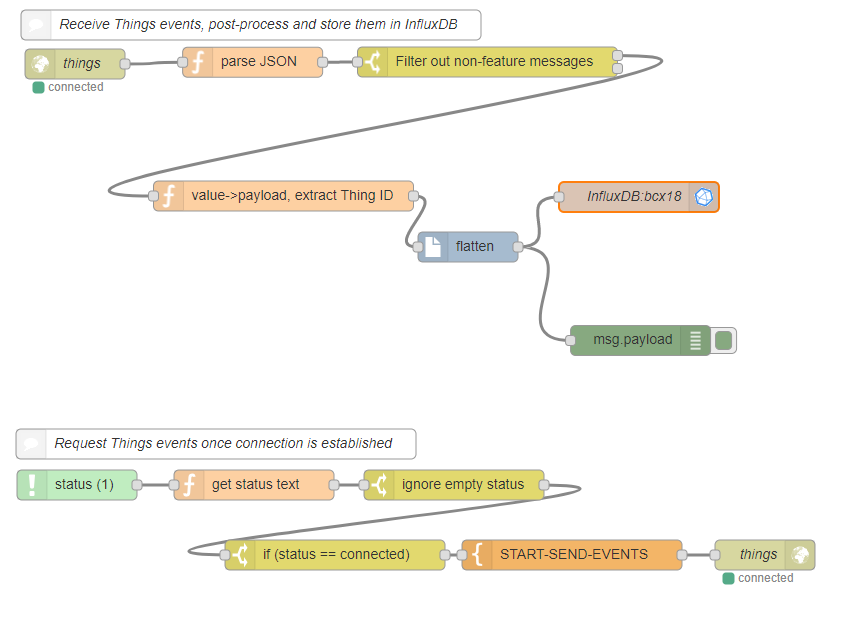 Receive Things events, post-process and store them in InfluxDB
things
parse JSON
Filter out non-feature messages
connected
value->payload, extract Thing ID
InfluxDB:bcx18
flatten
msg.payload
Request Things events once connection is established
status (1)
get status text
ignore empty status
if (status == connected)
START-SEND-EVENTS
things
connected